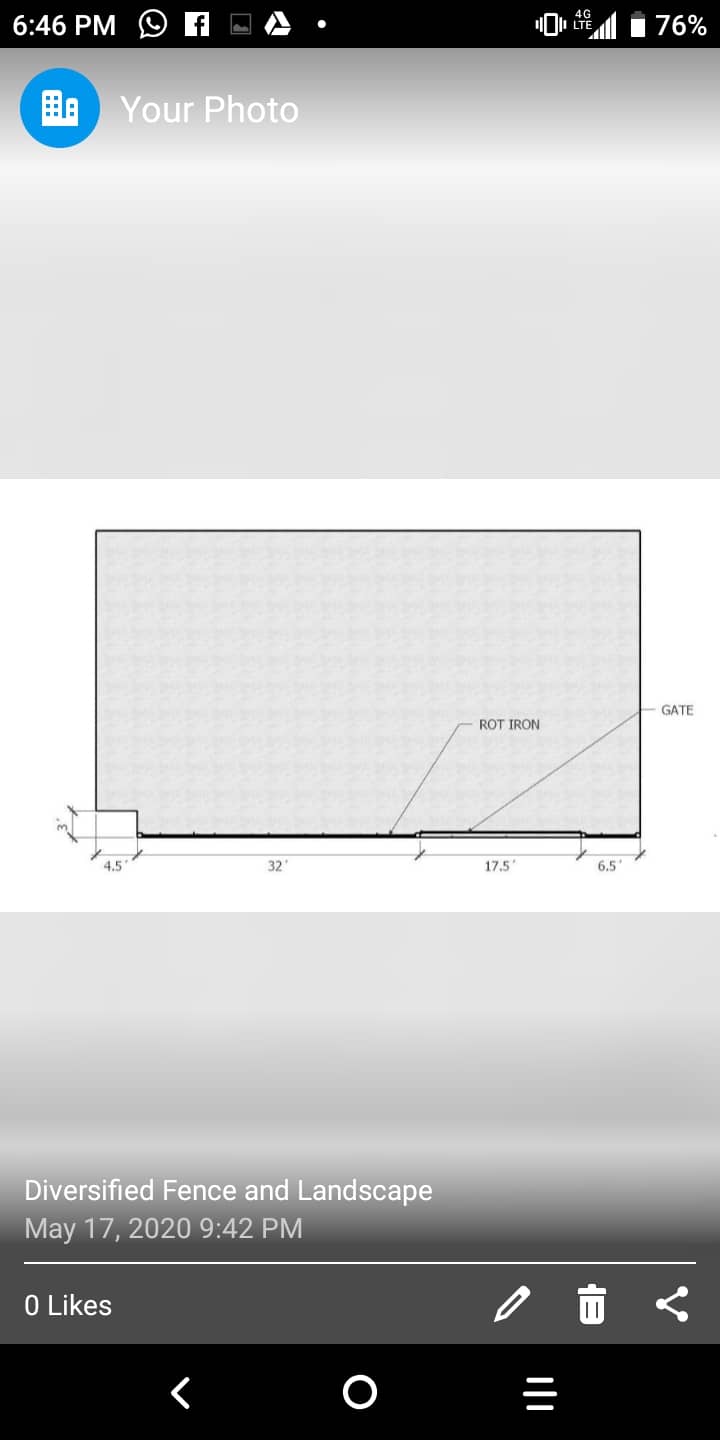 6:46 PM
4G
LTE
76%
Your Photo
GATE
ROT IRON
3'
4.5'
32'
17.5'
6.5'
Diversified Fence and Landscape
May 17, 2020 9:42 PM
0 Likes